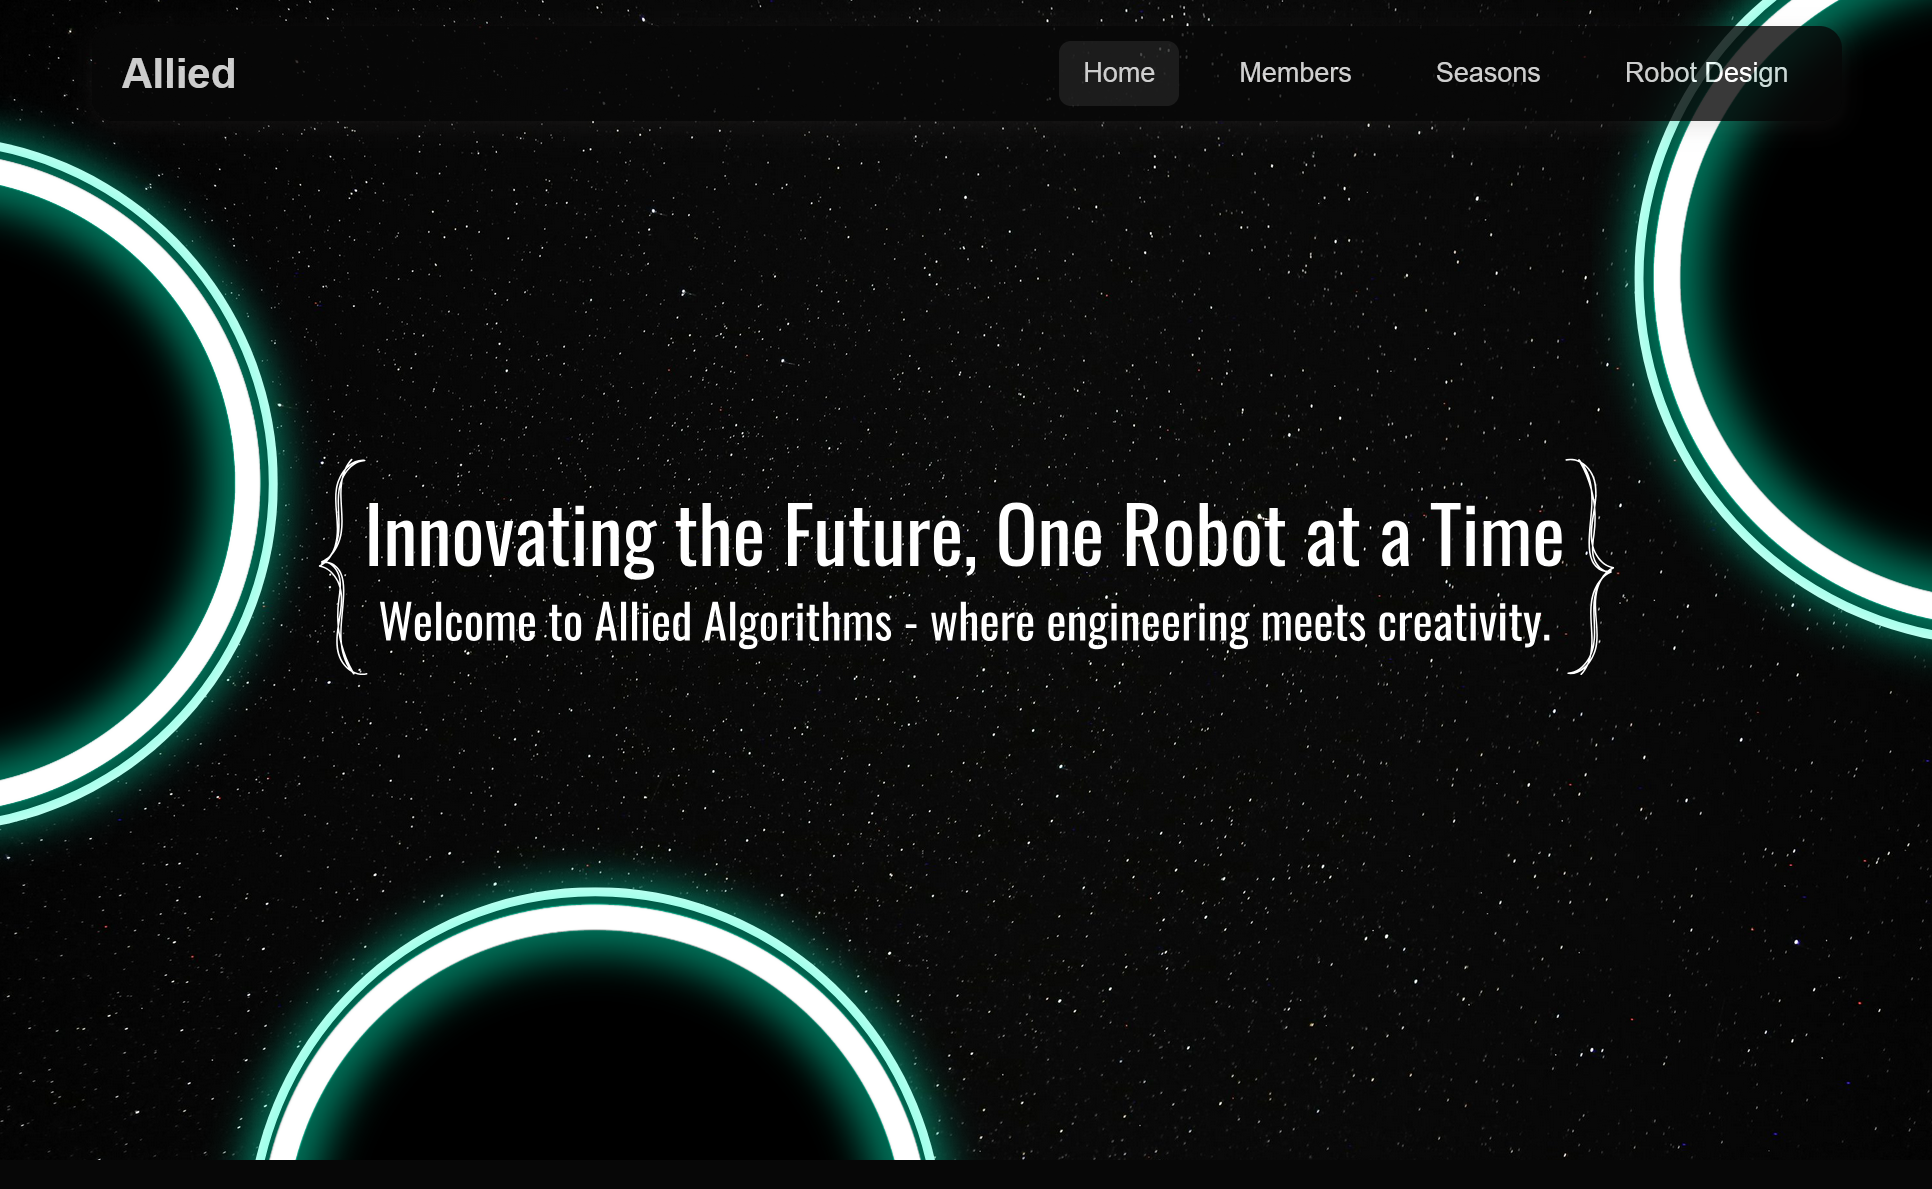 Allied
Home
Members
Seasons
Robot Design
Innovating the Future, One Robot at a Time
Welcome to Allied Algorithms - where engineering meets creativity.